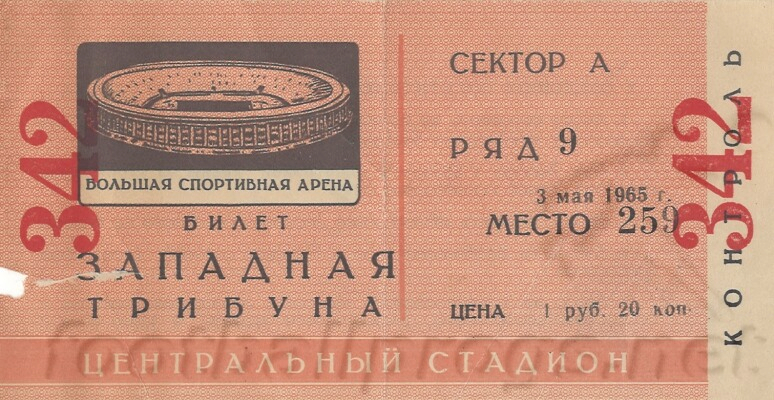 342
БОЛЬШАЯ СПОРТИВНАЯ АРЕНА
БИЛЕТ
ЗАПАДНАЯ
ТРИБУНА
СЕКТОР А
РЯД 9
3 мая 1965 г.
МЕСТО 259
ЦЕНА 1 руб. 20 коп.
342
КОНТРОЛЬ
ЦЕНТРАЛЬНЫЙ СТАДИОН